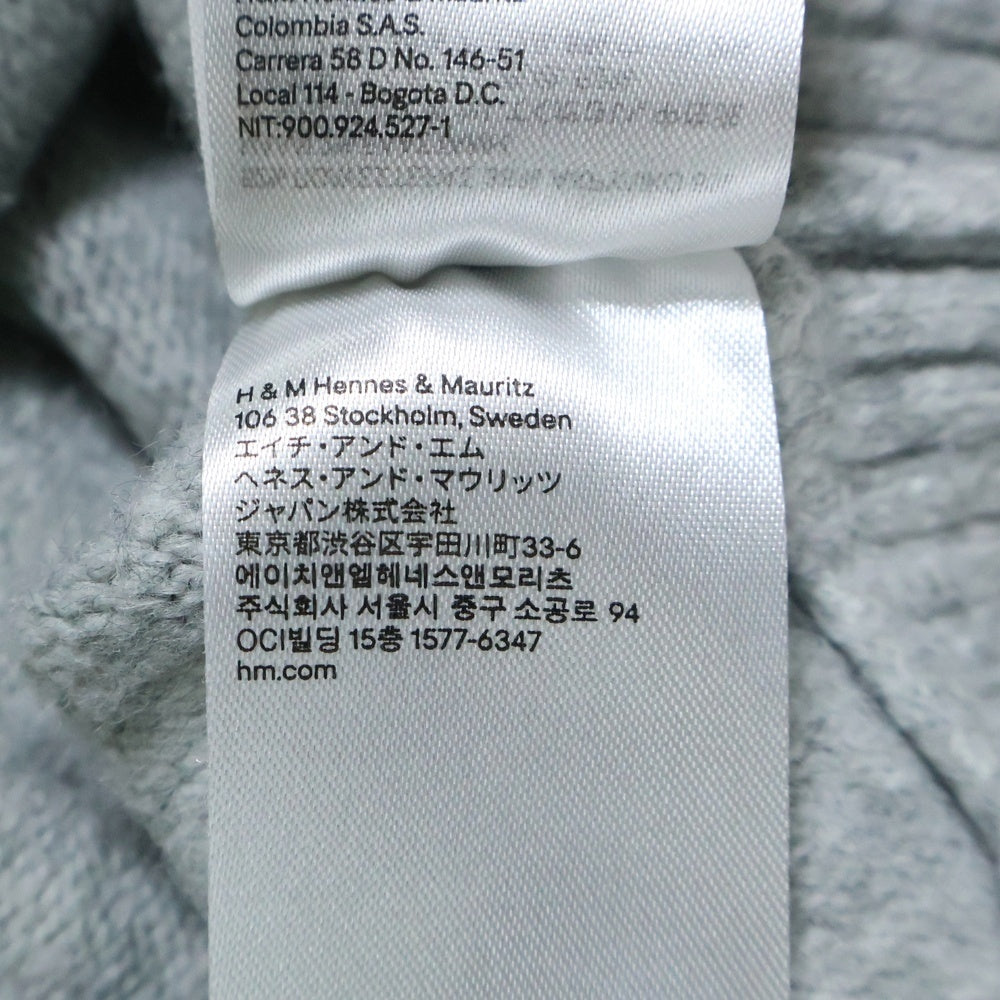 Colombia S.A.S.
Carrera 58 D No. 146-51
Local 114 - Bogota D.C.
NIT:900.924.527-1
H & M Hennes & Mauritz
106 38 Stockholm, Sweden
エイチ・アンド・エム
ヘネス・アンド・マウリッツ
ジャパン株式会社
東京都渋谷区宇田川町33-6
에이치앤엠헤네스앤모리츠
주식회사 서울시 중구 소공로 94
OCI빌딩 15층 1577-6347
hm.com